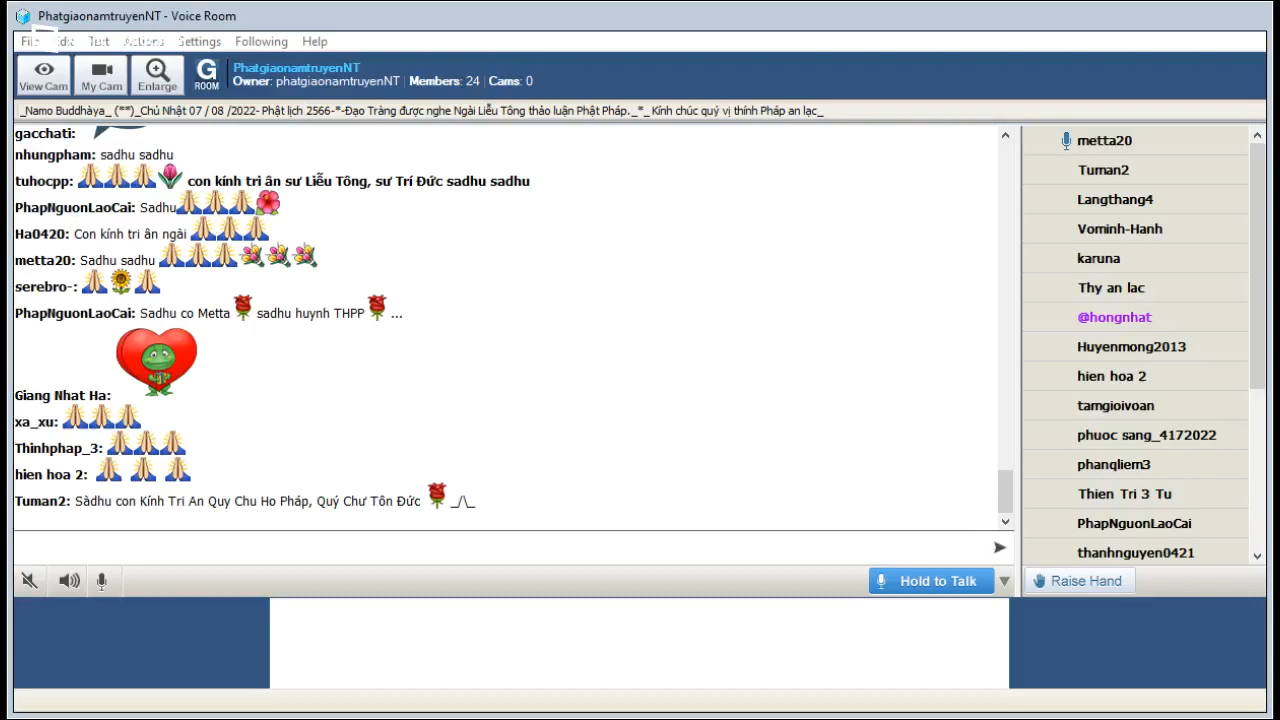 PhatgiaonamtruyenNT - Voice Room
Settings Following Help
View Cam
My Cam
Enlarge
G
ROOM
PhatgiaonamtruyenNT
Owner: phatgiaonamtruyenNT | Members: 24 | Cams: 0
_Namo Buddhàya_ (**)_Chủ Nhật 07 / 08 /2022- Phật lịch 2566-*-Đạo Tràng được nghe Ngài Liễu Tông thảo luận Phật Pháp._*_ Kính chúc quý vị thính Pháp an lạc_
gacchati:
nhungpham: sadhu sadhu
tuhocpp: con kính tri ân sư Liễu Tông, sư Trí Đức sadhu sadhu
PhapNguonLaoCai: Sadhu
Ha0420: Con kính tri ân ngài
metta20: Sadhu sadhu
serebro-:
PhapNguonLaoCai: Sadhu co Metta sadhu huynh THPP ...
Giang Nhat Ha:
xa_xu:
Thinhphap_3:
hien hoa 2:
Tuman2: Sàdhu con Kính Tri An Quy Chu Ho Pháp, Quý Chư Tôn Đức _/\_
Hold to Talk
metta20
Tuman2
Langthang4
Vominh-Hanh
karuna
Thy an lac
@hongnhat
Huyenmong2013
hien hoa 2
tamgioivoan
phuoc sang_4172022
phanqliem3
Thien Tri 3 Tu
PhapNguonLaoCai
thanhnguyen0421
Raise Hand